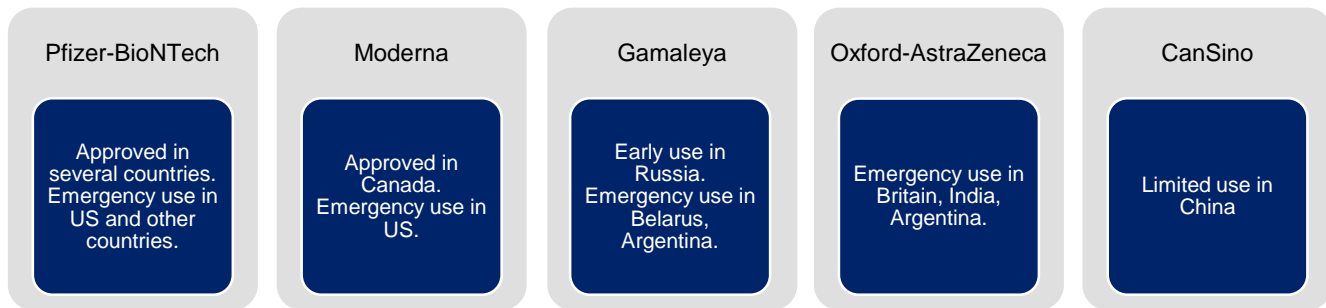 Pfizer-BioNTech
Approved in
several countries.
Emergency use in
US and other
countries.
Moderna
Approved in
Canada.
Emergency use in
US.
Gamaleya
Early use in
Russia.
Emergency use in
Belarus,
Argentina.
Oxford-AstraZeneca
Emergency use in
Britain, India,
Argentina.
CanSino
Limited use in
China